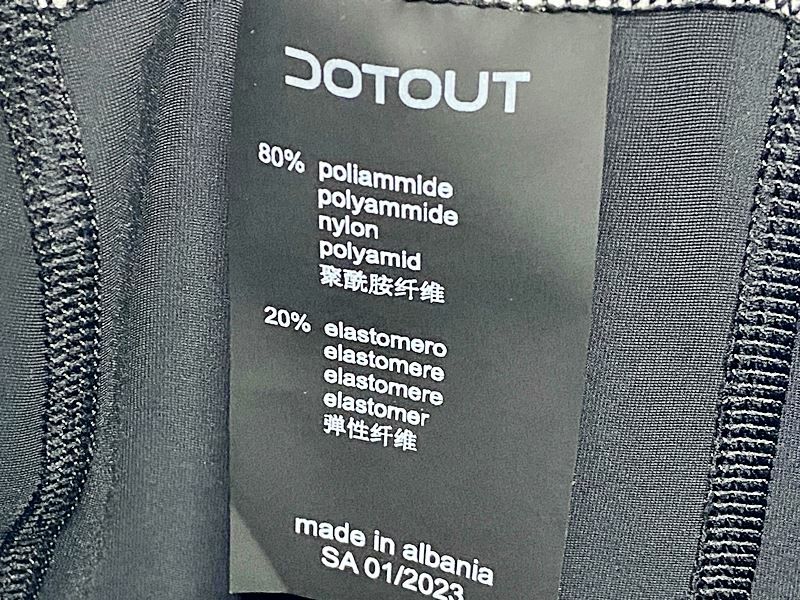 DOTOUT
80% poliammide
polyammide
nylon
polyamid
聚酰胺纤维
20% elastomero
elastomere
elastomere
elastomer
弹性纤维
made in albania
SA 01/2023